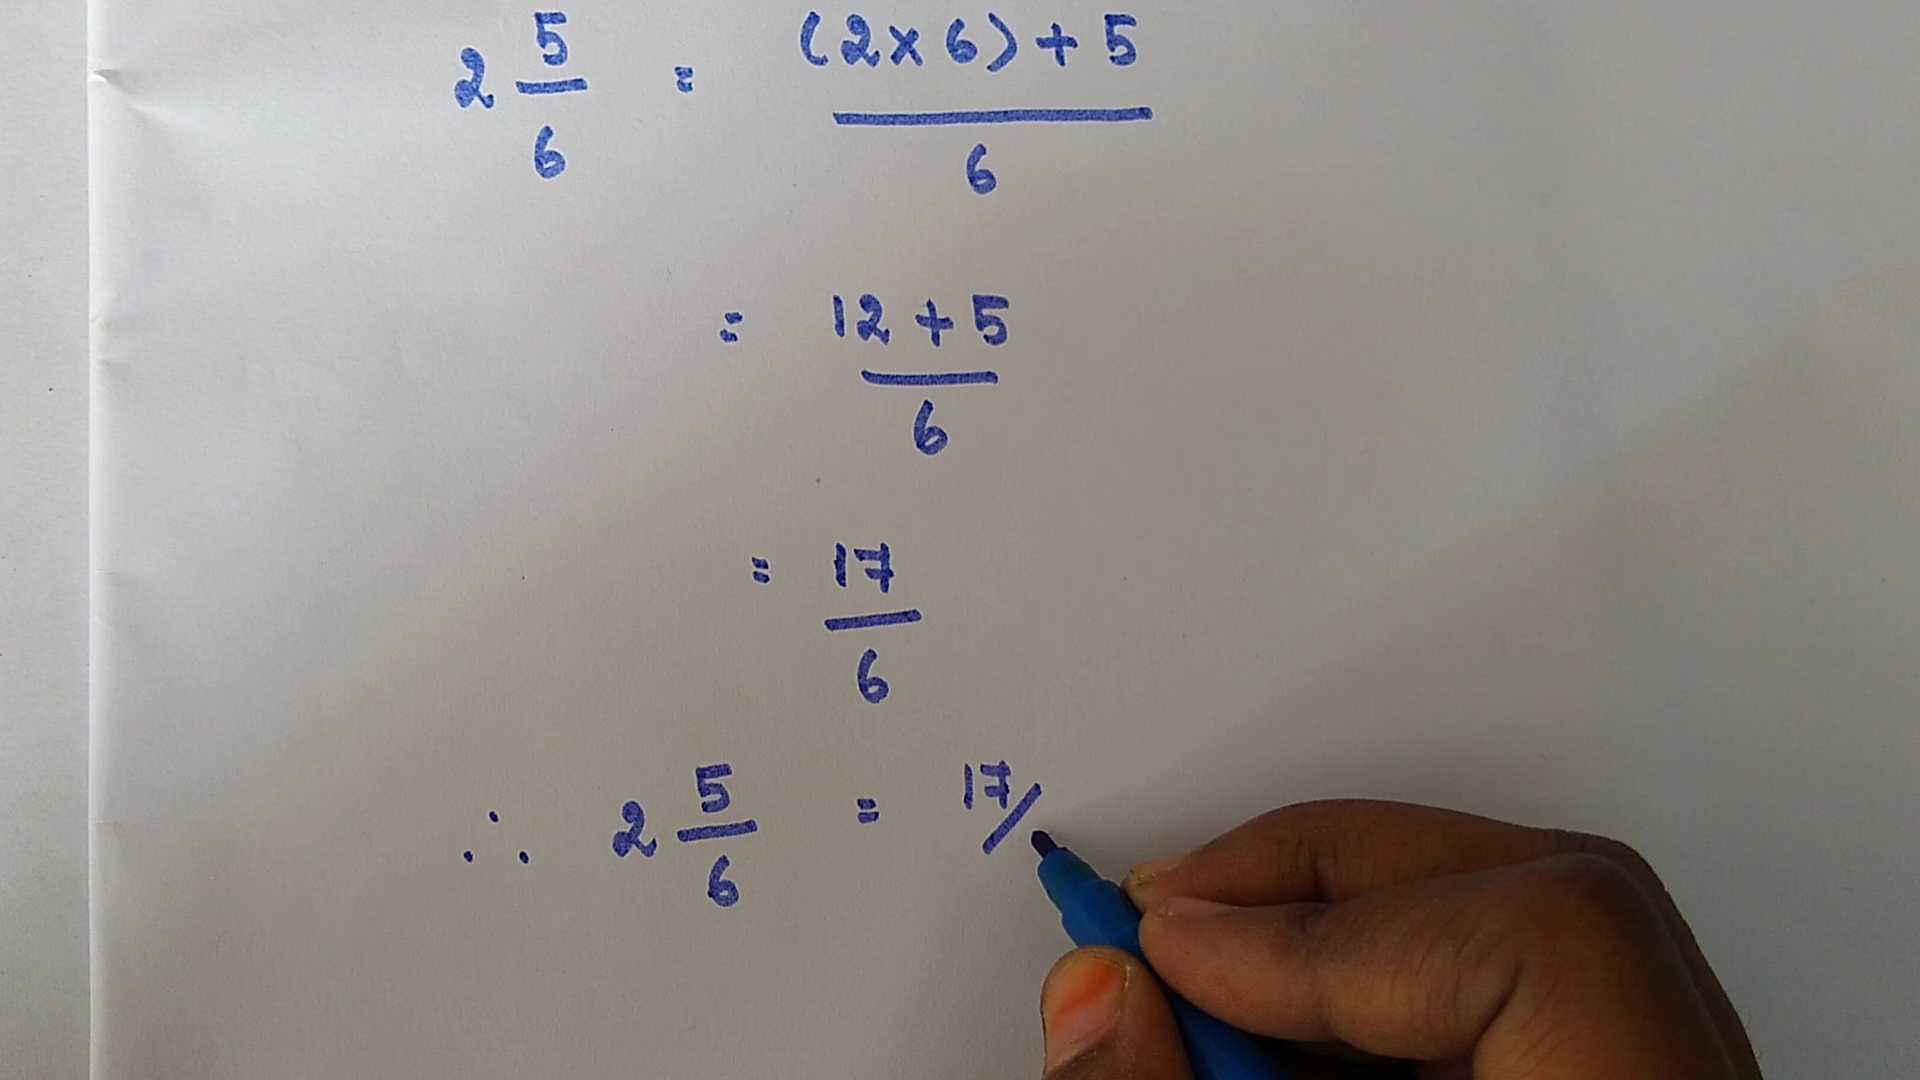 2 5/6 = (2 × 6) + 5 / 6
= 12 + 5 / 6
= 17 / 6
∴ 2 5/6 = 17/